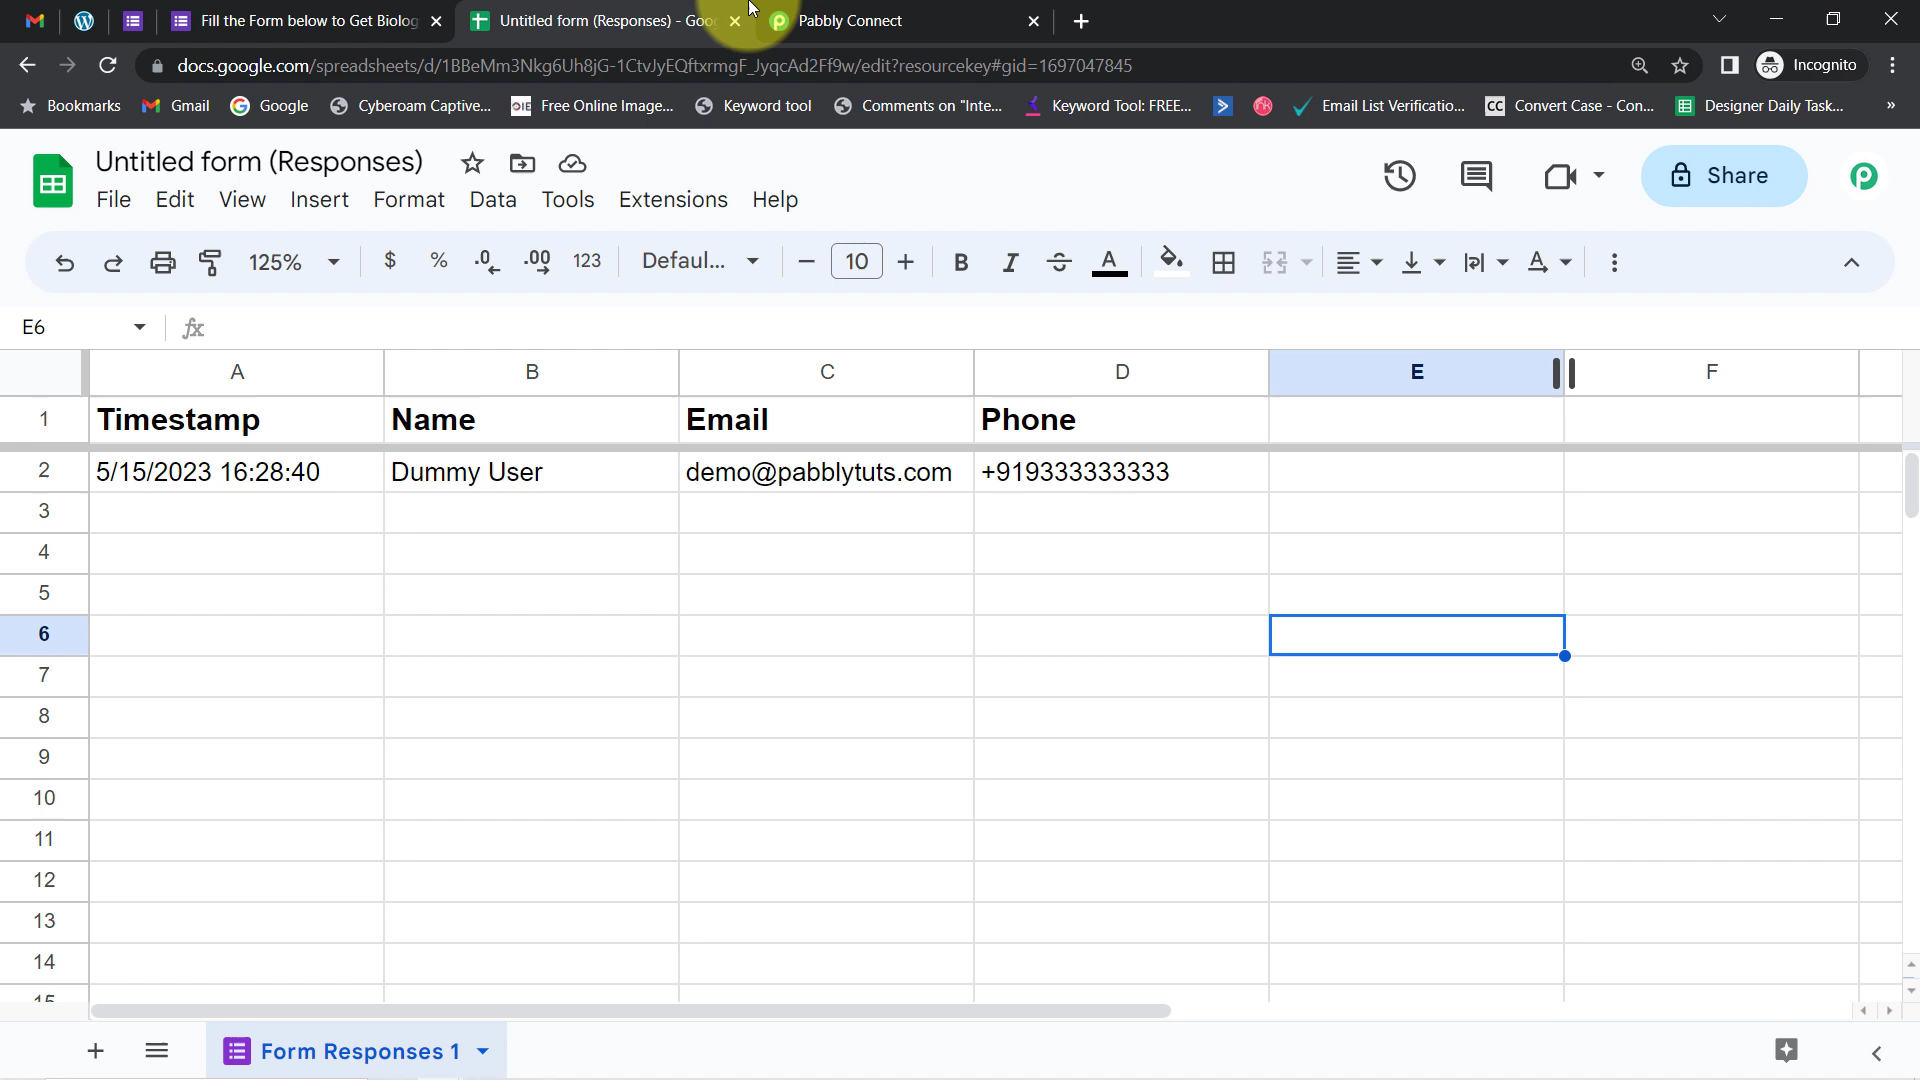 Fill the Form below to Get Biolog
Untitled form (Responses) - Goo
Pabbly Connect
docs.google.com/spreadsheets/d/1BBeMm3Nkg6Uh8jG-1CtvJyEQftxrmgF_JyqcAd2Ff9w/edit?resourcekey#gid=1697047845
Incognito
Bookmarks
Gmail
Google
Cyberoam Captive...
OIE
Free Online Image...
Keyword tool
Comments on "Inte...
Keyword Tool: FREE...
Email List Verificatio...
CC
Convert Case - Con...
Designer Daily Task...
»
Untitled form (Responses)
File Edit View Insert Format Data Tools Extensions Help
Share
125% $ % .0 .00 123 Defaul... 10 B I A
E6 fx
A B C D E F
1 Timestamp Name Email Phone
2 5/15/2023 16:28:40 Dummy User demo@pabblytuts.com +919333333333
3
4
5
6
7
8
9
10
11
12
13
14
15
Form Responses 1